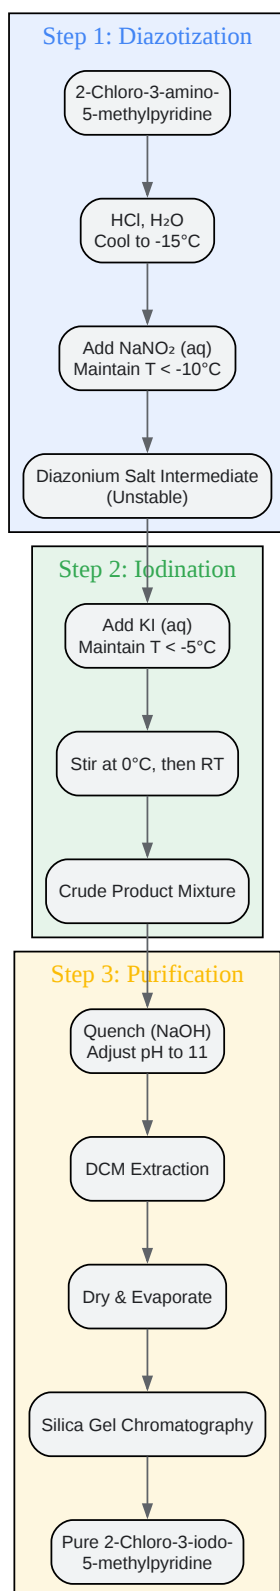 Step 1: Diazotization
2-Chloro-3-amino-
5-methylpyridine
HCl, H₂O
Cool to -15°C
Add NaNO₂ (aq)
Maintain T < -10°C
Diazonium Salt Intermediate
(Unstable)
Step 2: Iodination
Add KI (aq)
Maintain T < -5°C
Stir at 0°C, then RT
Crude Product Mixture
Step 3: Purification
Quench (NaOH)
Adjust pH to 11
DCM Extraction
Dry & Evaporate
Silica Gel Chromatography
Pure 2-Chloro-3-iodo-
5-methylpyridine